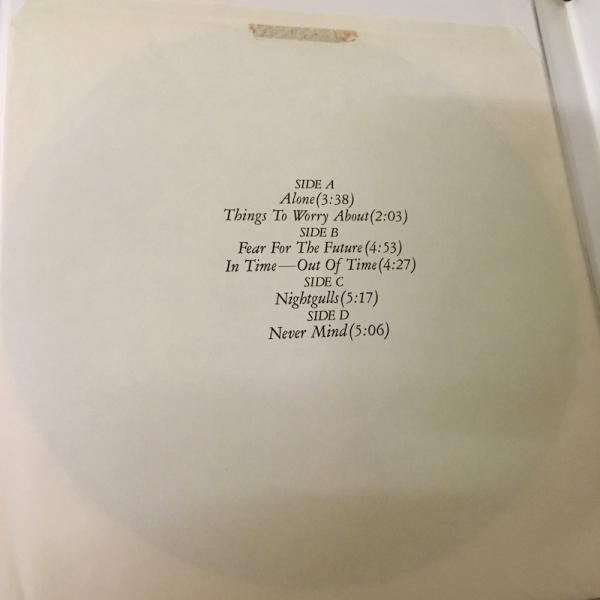 SIDE A
Alone(3:38)
Things To Worry About(2:03)
SIDE B
Fear For The Future(4:53)
In Time—Out Of Time(4:27)
SIDE C
Nightgulls(5:17)
SIDE D
Never Mind(5:06)